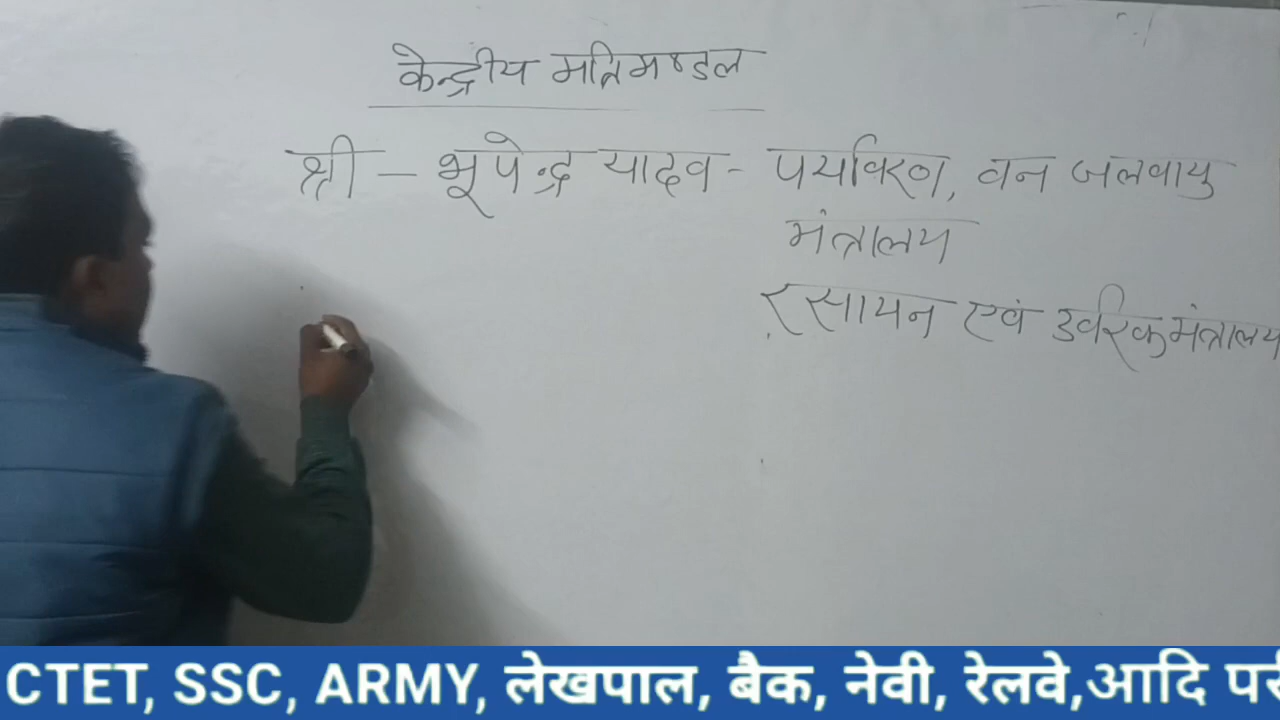 केन्द्रीय मन्त्रिमण्डल
श्री - भूपेन्द्र यादव - पर्यावरण, वन जलवायु
मंत्रालय
रसायन एवं उर्वरक मंत्रालय
CTET, SSC, ARMY, लेखपाल, बैक, नेवी, रेलवे,आदि